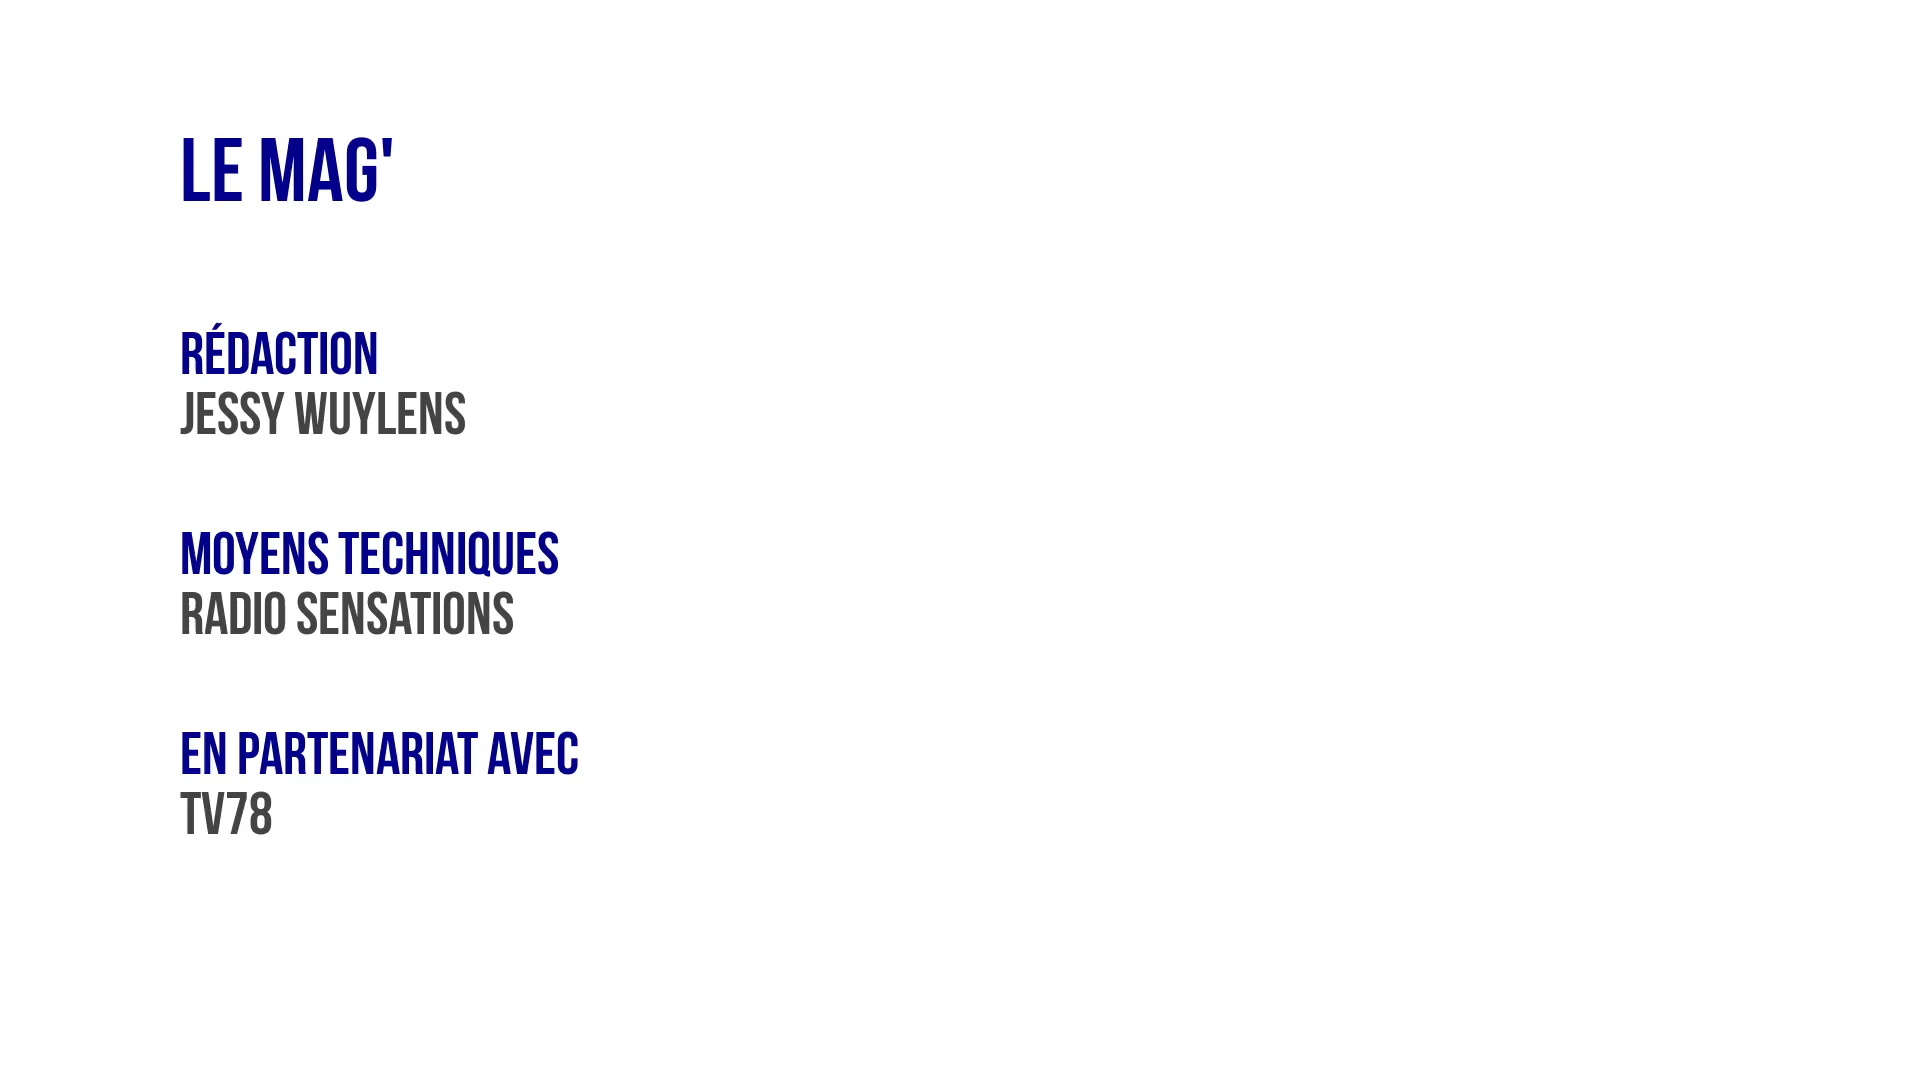 LE MAG'
RÉDACTION
JESSY WUYLENS
MOYENS TECHNIQUES
RADIO SENSATIONS
EN PARTENARIAT AVEC
TV78